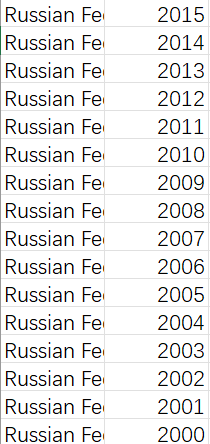 Russian Fe 2015
Russian Fe 2014
Russian Fe 2013
Russian Fe 2012
Russian Fe 2011
Russian Fe 2010
Russian Fe 2009
Russian Fe 2008
Russian Fe 2007
Russian Fe 2006
Russian Fe 2005
Russian Fe 2004
Russian Fe 2003
Russian Fe 2002
Russian Fe 2001
Russian Fe 2000